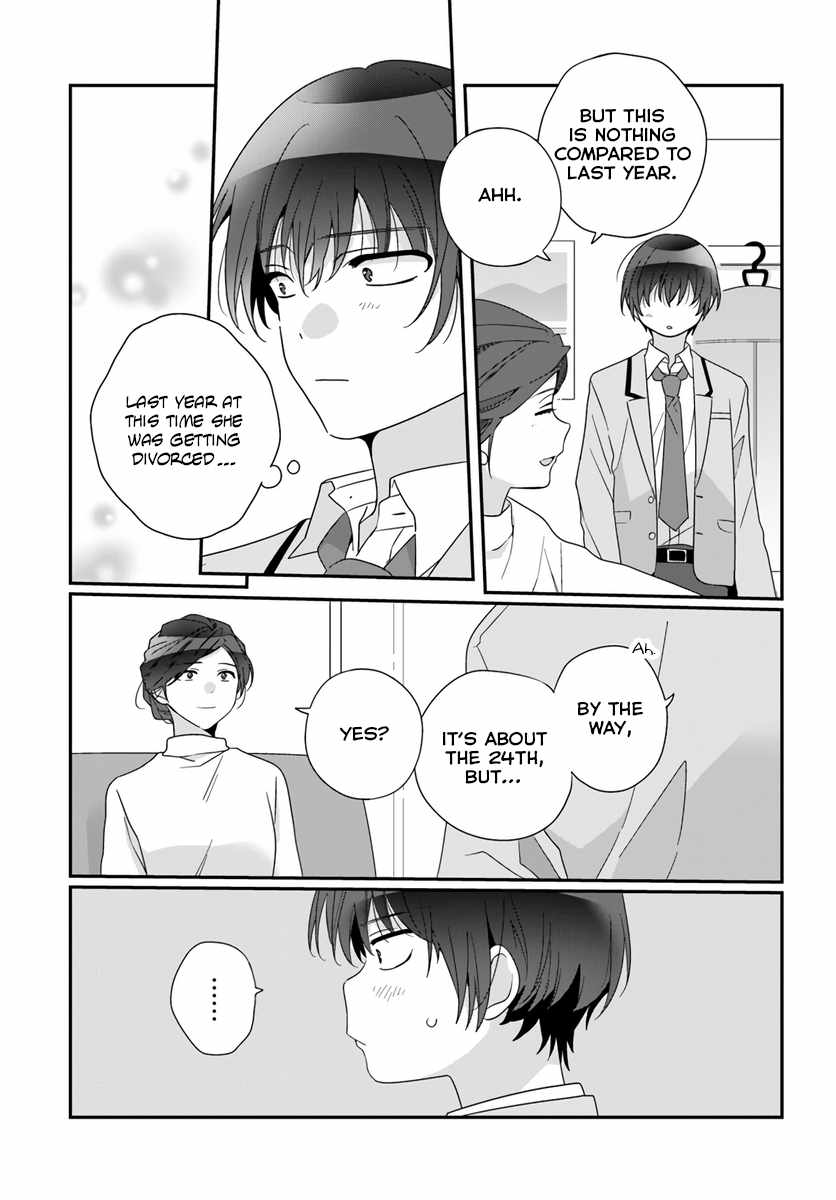 BUT THIS
IS NOTHING
COMPARED TO
LAST YEAR.
AHH.
LAST YEAR AT
THIS TIME SHE
WAS GETTING
DIVORCED...
Ah.
BY THE
WAY,
IT'S ABOUT
THE 24TH,
BUT...
YES?
......